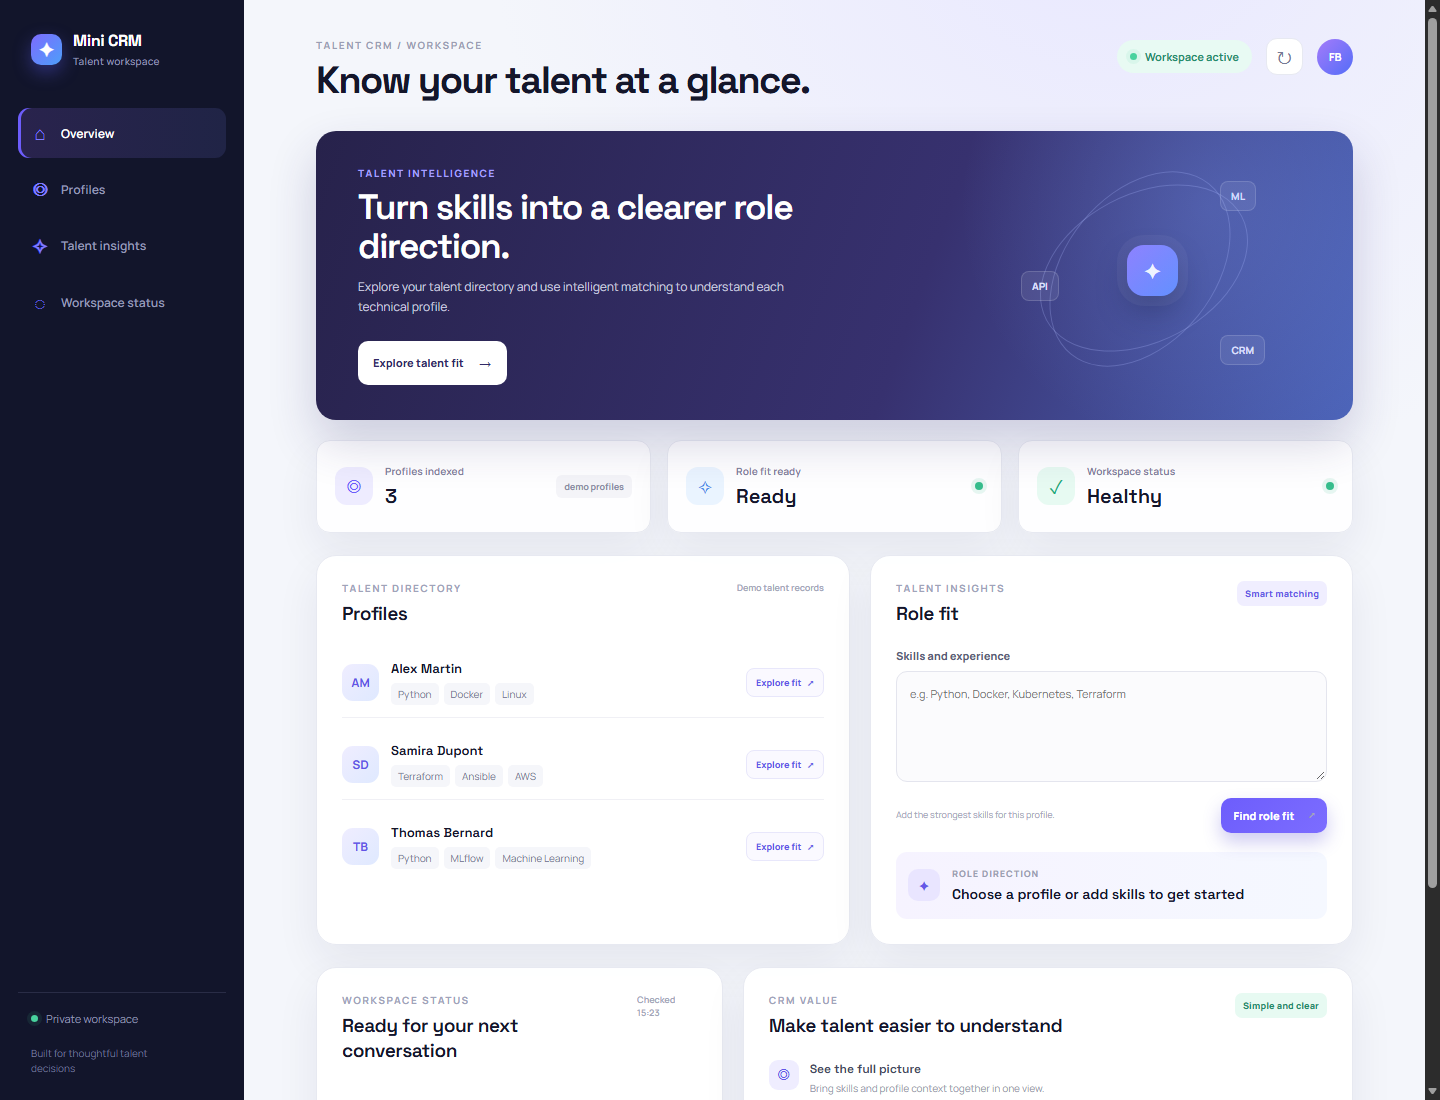 Mini CRM
Talent workspace
Overview
Profiles
Talent insights
Workspace status
Private workspace
Built for thoughtful talent
decisions
TALENT CRM / WORKSPACE
Know your talent at a glance.
Workspace active
FB
TALENT INTELLIGENCE
Turn skills into a clearer role
direction.
Explore your talent directory and use intelligent matching to understand each
technical profile.
Explore talent fit →
ML
API
CRM
Profiles indexed
3
demo profiles
Role fit ready
Ready
Workspace status
Healthy
TALENT DIRECTORY
Profiles
Demo talent records
AM
Alex Martin
Python Docker Linux
Explore fit ↗
SD
Samira Dupont
Terraform Ansible AWS
Explore fit ↗
TB
Thomas Bernard
Python MLflow Machine Learning
Explore fit ↗
TALENT INSIGHTS
Role fit
Smart matching
Skills and experience
e.g. Python, Docker, Kubernetes, Terraform
Add the strongest skills for this profile.
Find role fit ↗
ROLE DIRECTION
Choose a profile or add skills to get started
WORKSPACE STATUS
Ready for your next
conversation
Checked
15:23
CRM VALUE
Make talent easier to understand
Simple and clear
See the full picture
Bring skills and profile context together in one view.